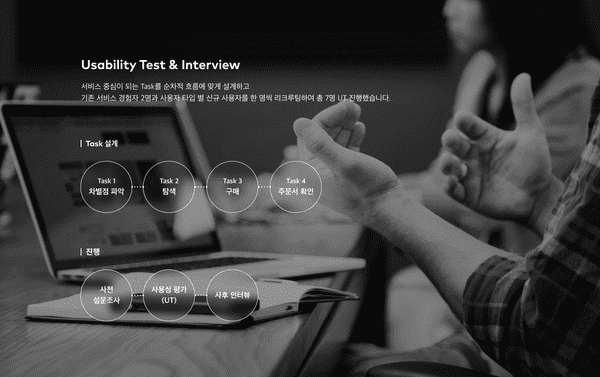 Usability Test & Interview
서비스 중심이 되는 Task를 순차적 흐름에 맞게 설계하고
기존 서비스 경험자 2명과 사용자 타입 별 신규 사용자를 한 명씩 리크루팅하여 총 7명 UT 진행했습니다.
Task 설계
Task 1
차별점 파악
Task 2
탐색
Task 3
구매
Task 4
주문서 확인
진행
사전
설문조사
사용성 평가
(UT)
사후 인터뷰